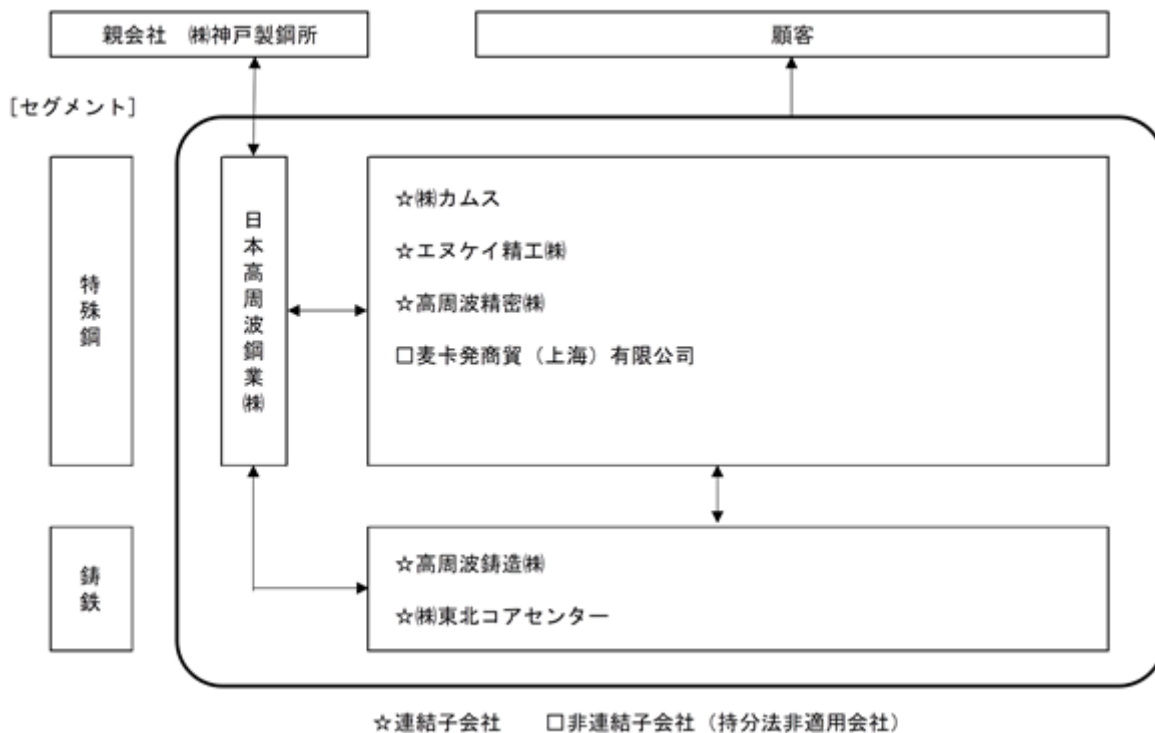 親会社　㈱神戸製鋼所
顧客
[セグメント]
特殊鋼
日本高周波鋼業㈱
☆㈱カムス
☆エヌケイ精工㈱
☆高周波精密㈱
□麦卡発商貿（上海）有限公司
鋳鉄
☆高周波鋳造㈱
☆㈱東北コアセンター
☆連結子会社　　□非連結子会社（持分法非適用会社）